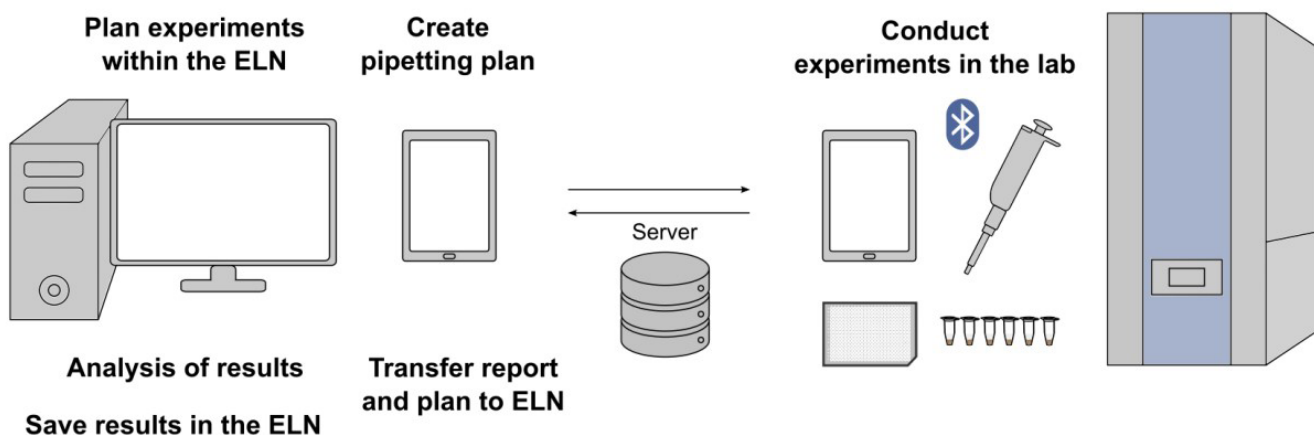 Plan experiments
within the ELN
Create
pipetting plan
Conduct
experiments in the lab
Server
Analysis of results
Save results in the ELN
Transfer report
and plan to ELN